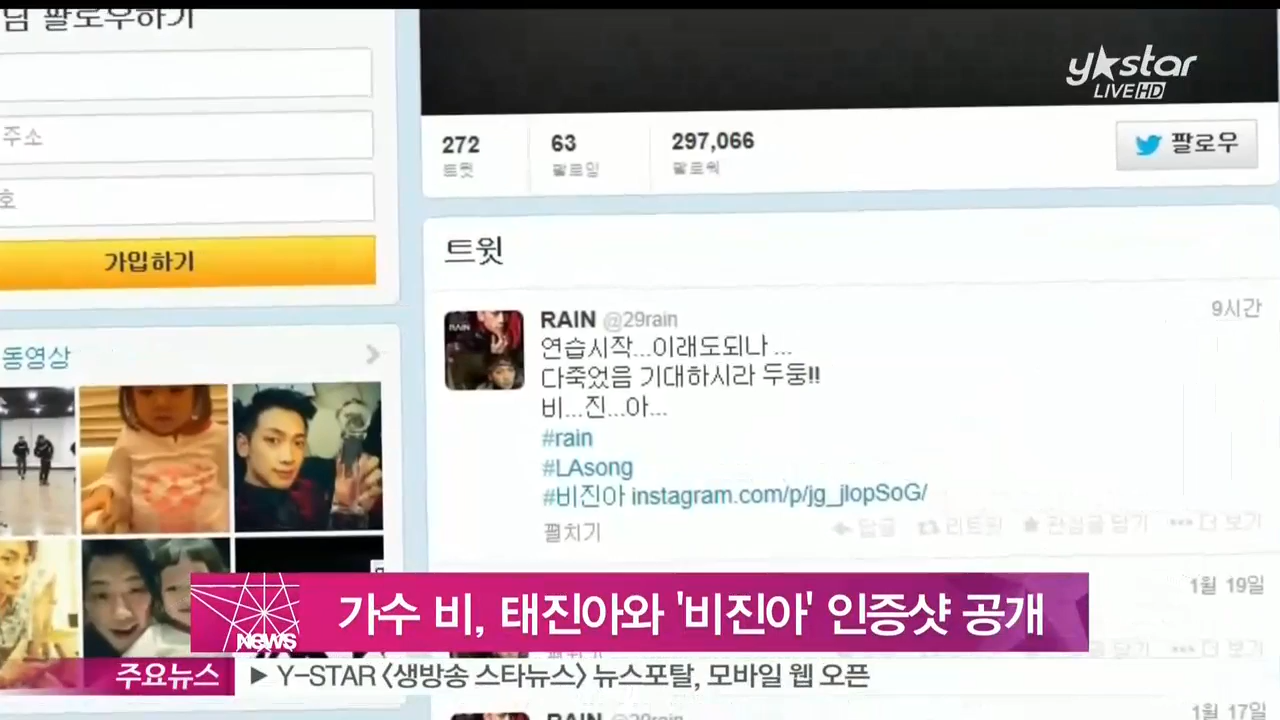 님 팔로우하기
y★star
LIVE HD
주소
호
가입하기
272
트윗
63
팔로잉
297,066
팔로워
팔로우
트윗
동영상
RAIN @29rain
9시간
연습시작...이래도되나 ...
다죽었음 기대하시라 두둥!!
비...진...아...
#rain
#LAsong
#비진아 instagram.com/p/jg_jIopSoG/
펼치기
답글 리트윗 관심글 담기 더 보기
1월 19일
NEWS
가수 비, 태진아와 '비진아' 인증샷 공개
더 보기
주요뉴스
▶ Y-STAR 〈생방송 스타뉴스〉 뉴스포탈, 모바일 웹 오픈
RAIN @29rain
1월 17일